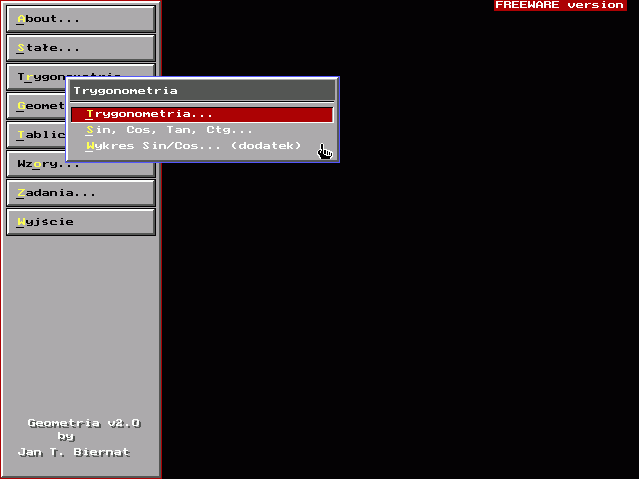 FREEWARE version
About...
Stałe...
Trygonometria
Trygonometria
Trygonometria...
Sin, Cos, Tan, Ctg...
Wykres Sin/Cos... (dodatek)
Geomet
Tablic
Wzory...
Zadania...
Wyjście
Geometria v2.0
by
Jan T. Biernat